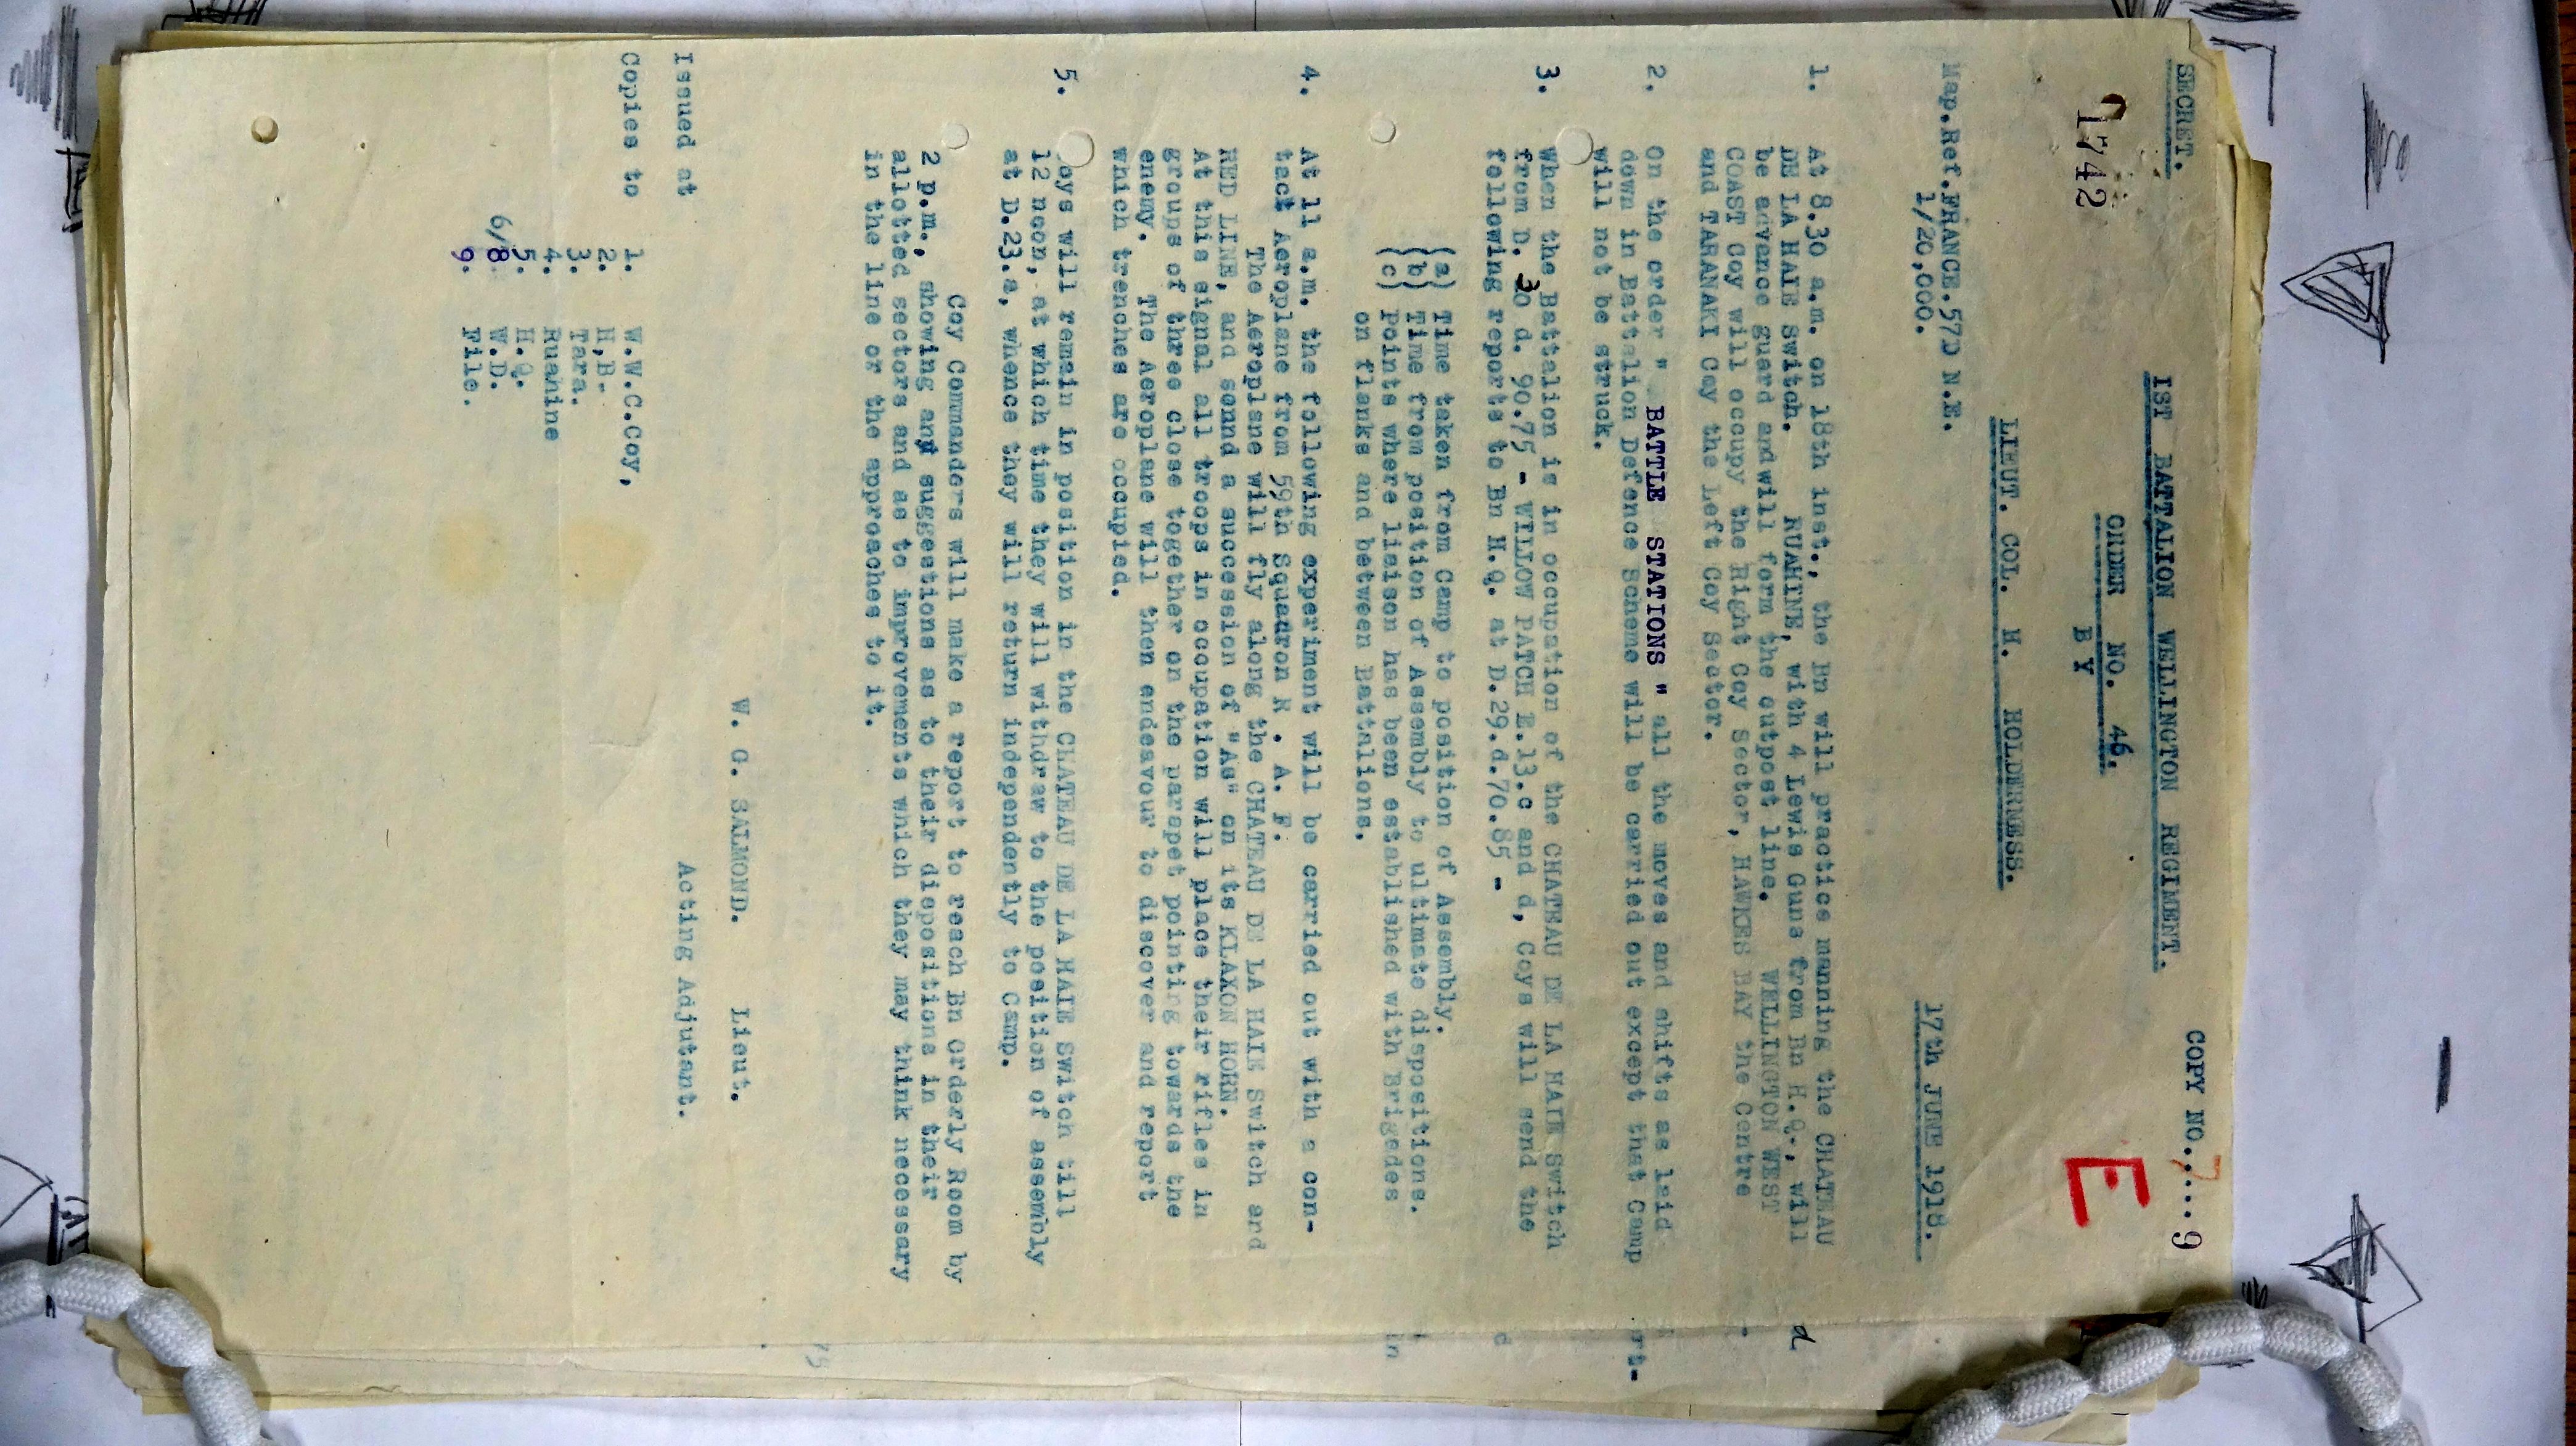 SECRET.
COPY NO.....9
7
1742
1ST BATALION WELLINGTON REGIMENT.
E
ORDER NO. 46.
BY
LIEUT. COL. H. HOLDERNESS.
Map.Ref.FRANCE.57D N.E.
1/20,000.
17th JUNE 1918.
1. At 8.30 a.m. on 18th inst., the Bn will practice manning the CHATEAU
DE LA HAIE Switch. RUAHINE, with 4 Lewis Guns from Bn H.Q., will
be advance guard and will form the outpost line. WELLINGTON WEST
COAST Coy will occupy the Right Coy Sector, HAWKES BAY the Centre
and TARANAKI Coy the Left Coy Sector.
2. On the order " BATTLE STATIONS " all the moves and shifts as laid
down in Battalion Defence Scheme will be carried out except that Camp
will not be struck.
3. When the Battalion is in occupation of the CHATEAU DE LA HAIE Switch
from D. 30 d. 90.75 - WILLOW PATCH E.13.c and d, Coys will send the
following reports to Bn H.Q. at D.29.d.70.85 -
(a) Time taken from Camp to position of Assembly.
(b) Time from position of Assembly to ultimate dispositions.
(c) Points where liaison has been established with Brigades
on flanks and between Battalions.
4. At 11 a.m. the following experiment will be carried out with a con-
tact Aeroplane from 59th Squadron R . A. F.
The Aeroplane will fly along the CHATEAU DE LA HAIE Switch and
RED LINE, and sound a succession of "As" on its KLAXON HORN.
At this signal all troops in occupation will place their rifles in
groups of three close together on the parapet pointing towards the
enemy. The Aeroplane will then endeavour to discover and report
which trenches are occupied.
5. oys will remain in position in the CHATEAU DE LA HAIE Switch till
12 noon, at which time they will withdraw to the position of assembly
at D.23.a, whence they will return independently to Camp.
Coy Commanders will make a report to reach Bn Orderly Room by
2 p.m., showing any suggestions as to their dispositions in their
allotted sectors and as to improvements which they may think necessary
in the line or the approaches to it.
W. G. SALMOND. Lieut.
Acting Adjutant.
Issued at
Copies to 1. W.W.C.Coy,
2. H,B.
3. Tara.
4. Ruahine
5. H.Q.
6/8 W.D.
9. File.